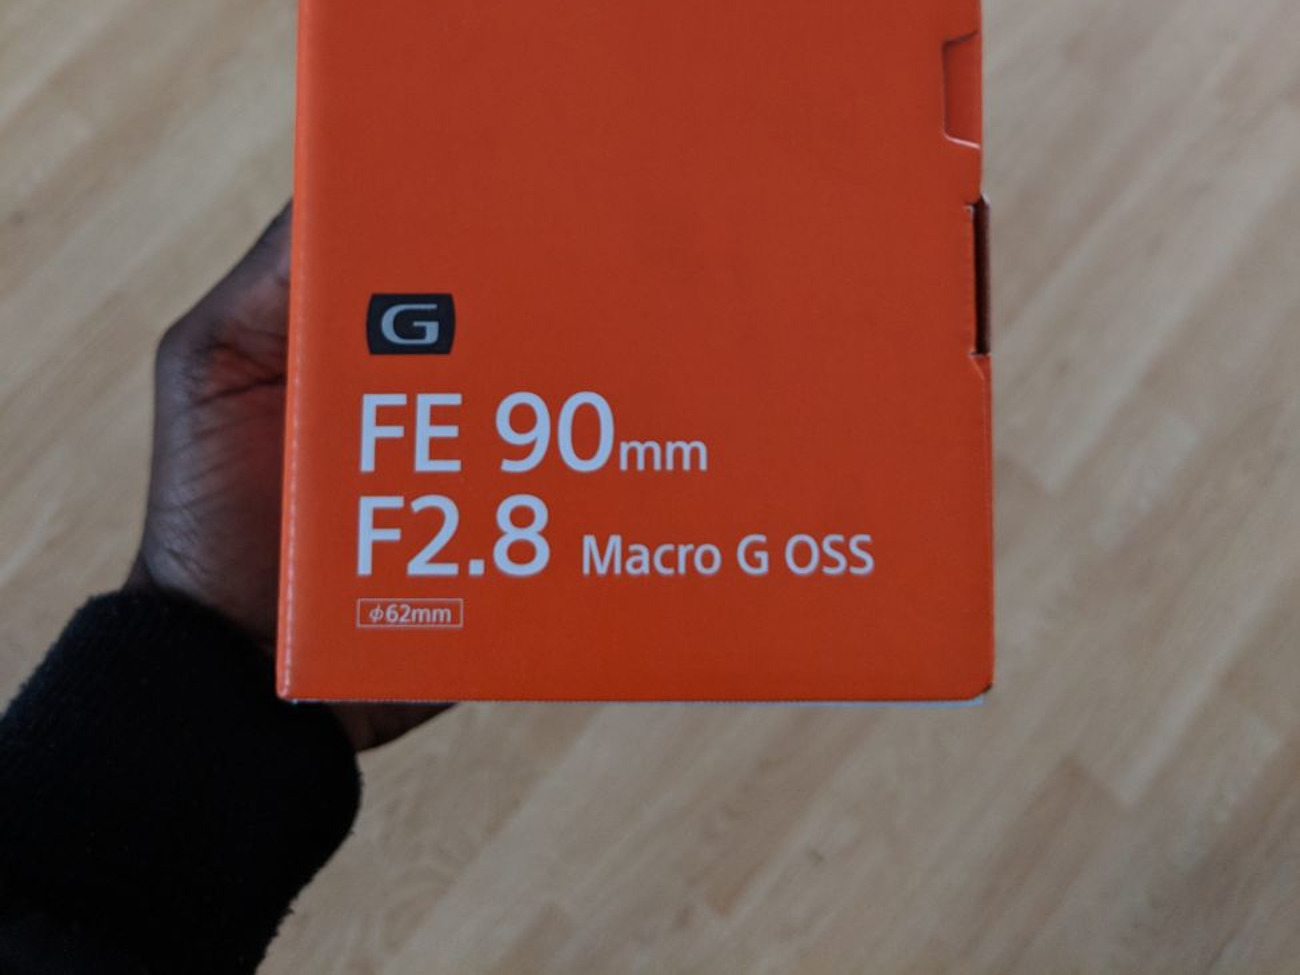 G
FE 90mm
F2.8 Macro G OSS
ϕ62mm